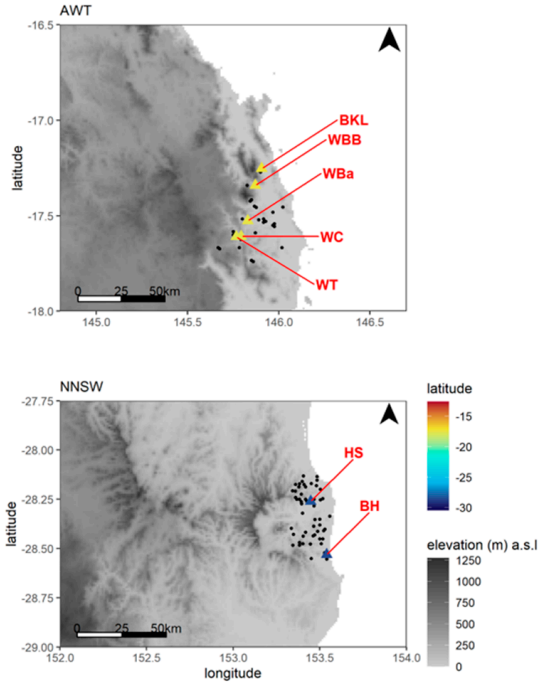 AWT
-16.5
-17.0
-17.5
-18.0
latitude
BKL
WBB
WBa
WC
WT
0 25 50km
145.0 145.5 146.0 146.5
NNSW
-27.75
-28.00
-28.25
-28.50
-28.75
-29.00
latitude
HS
BH
0 25 50km
152.0 152.5 153.0 153.5 154.0
longitude
latitude
-15
-20
-25
-30
elevation (m) a.s.l
1250
1000
750
500
250
0